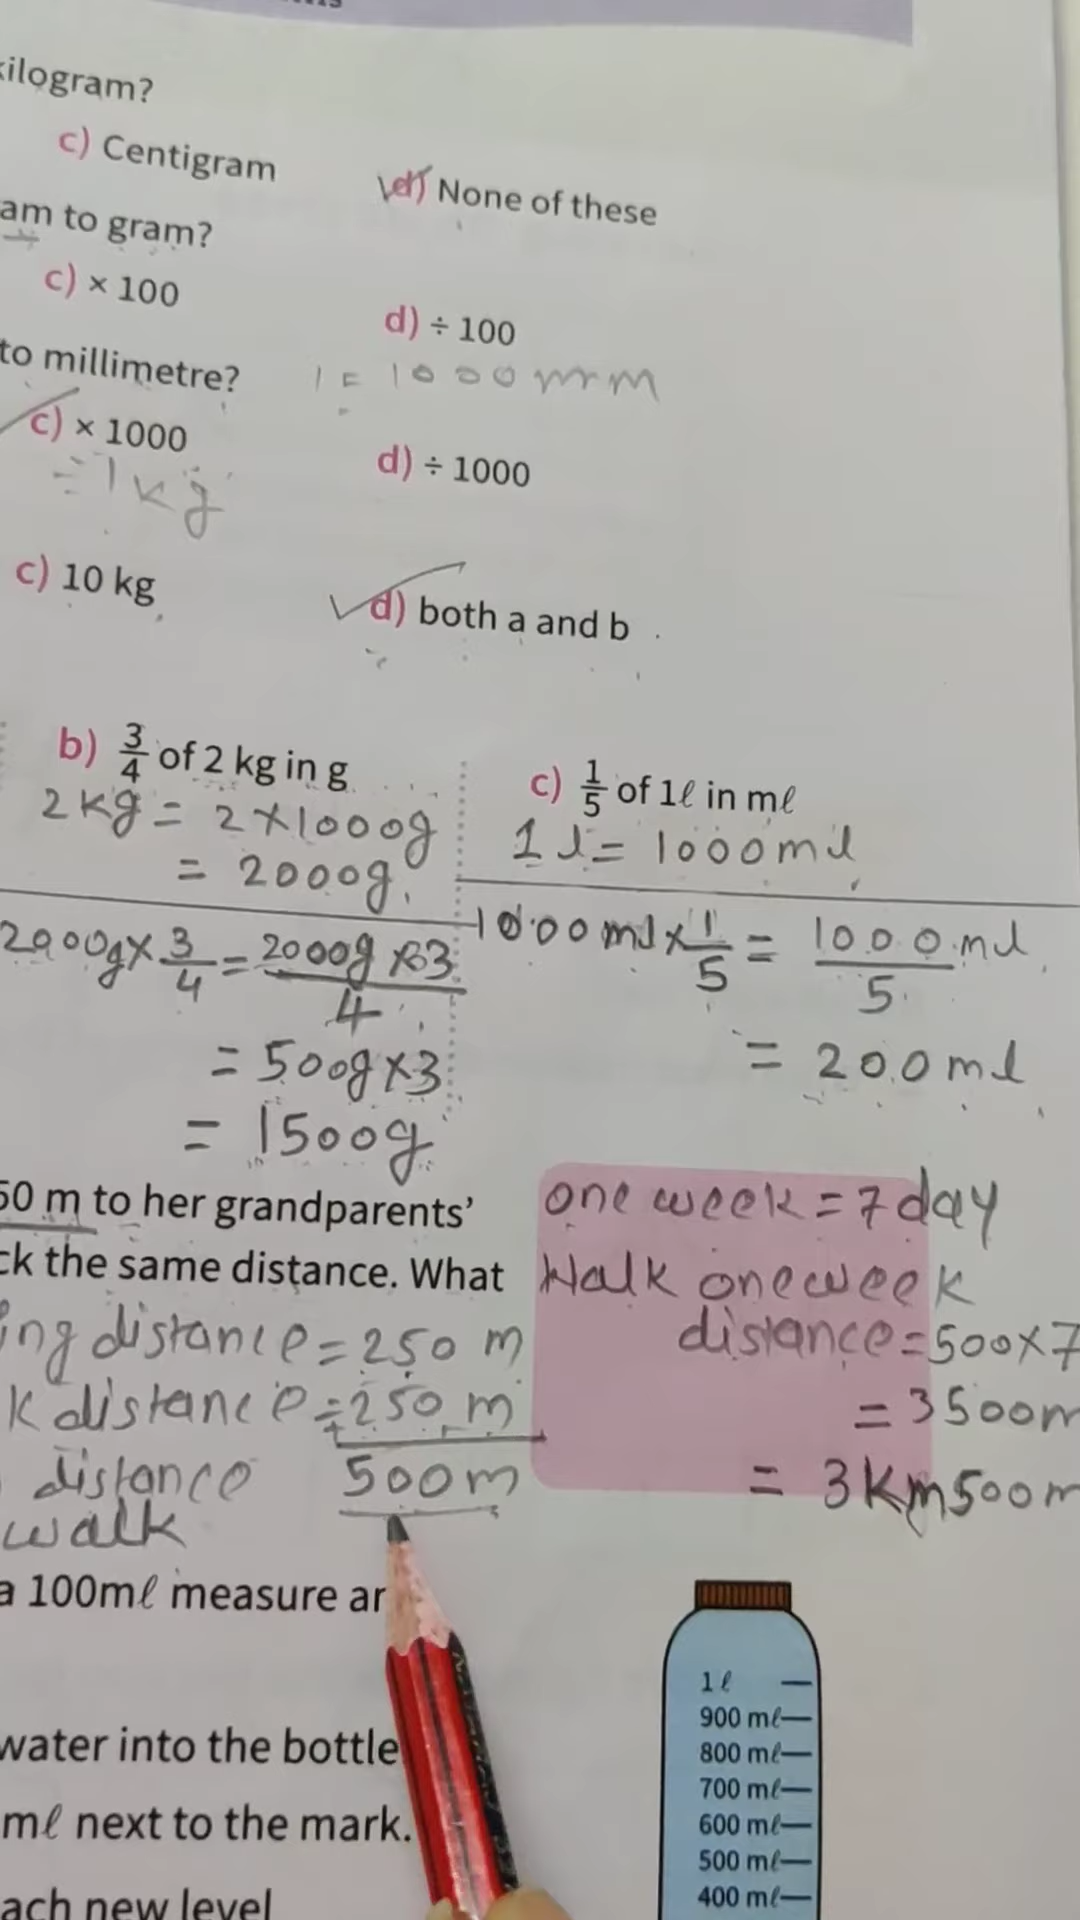 kilogram?
c) Centigram
d) None of these
am to gram?
c) × 100
d) ÷ 100
to millimetre?
1 = 1000 mm
c) × 1000
d) ÷ 1000
= 1 kg
c) 10 kg
d) both a and b
b) 3/4 of 2 kg in g
2 kg = 2×1000g
= 2000g
2000g × 3/4 = 2000g × 3/4
= 500g×3
= 1500g
c) 1/5 of 1ℓ in mℓ
1 l = 1000 ml
1000 ml × 1/5 = 1000 ml/5
= 200 ml
50 m to her grandparents'
ck the same distance. What
ing distance = 250 m
k distance = +250 m
distance 500m
walk
one week = 7 day
Walk one week
distance = 500×7
= 3500m
= 3 Km 500m
a 100mℓ measure
water into the bottle
mℓ next to the mark.
ach new level
1 ℓ
900 mℓ
800 mℓ
700 mℓ
600 mℓ
500 mℓ
400 mℓ